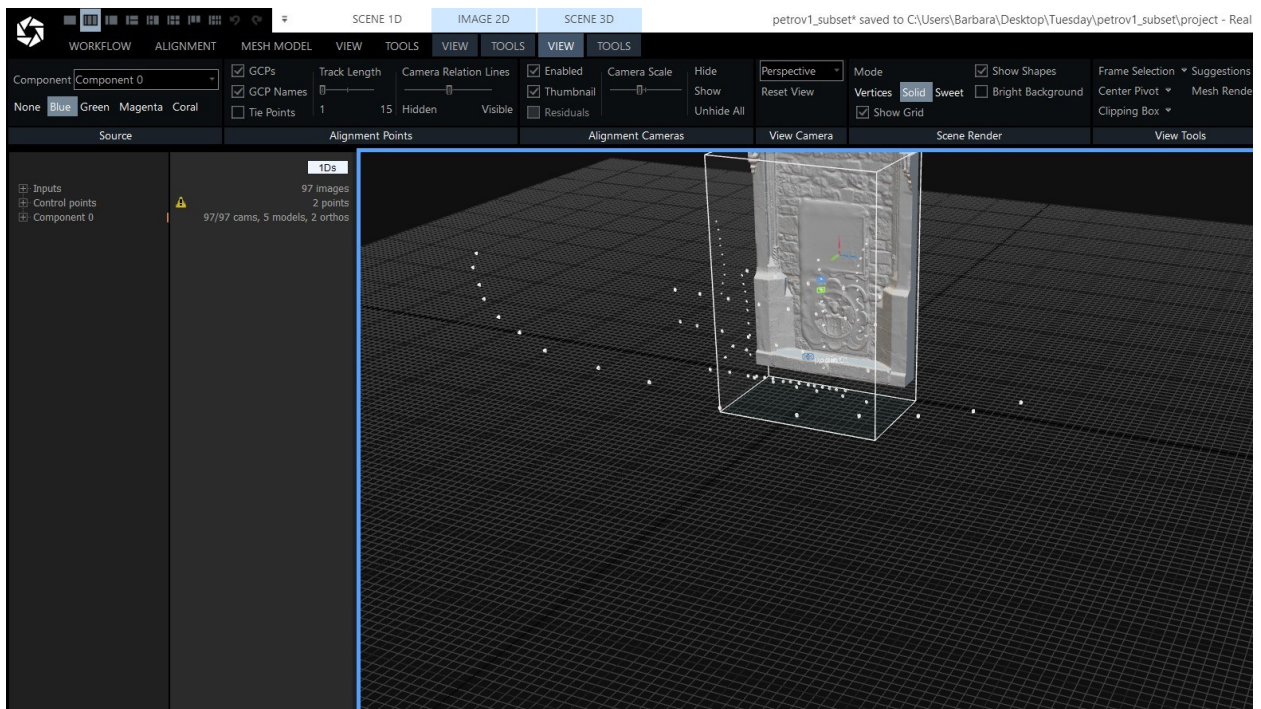 SCENE 1D IMAGE 2D SCENE 3D petrov1_subset* saved to C:\Users\Barbara\Desktop\Tuesday\petrov1_subset\project - Real
WORKFLOW ALIGNMENT MESH MODEL VIEW TOOLS VIEW TOOLS VIEW TOOLS
Component Component 0
None Blue Green Magenta Coral
Source
GCPs Track Length Camera Relation Lines
GCP Names
Tie Points 1 15 Hidden Visible
Alignment Points
Enabled Camera Scale Hide
Thumbnail Show
Residuals Unhide All
Alignment Cameras
Perspective
Reset View
View Camera
Mode Show Shapes
Vertices Solid Sweet Bright Background
Show Grid
Scene Render
Frame Selection Suggestions
Center Pivot Mesh Rende
Clipping Box
View Tools
1Ds
Inputs 97 images
Control points 2 points
Component 0 97/97 cams, 5 models, 2 orthos